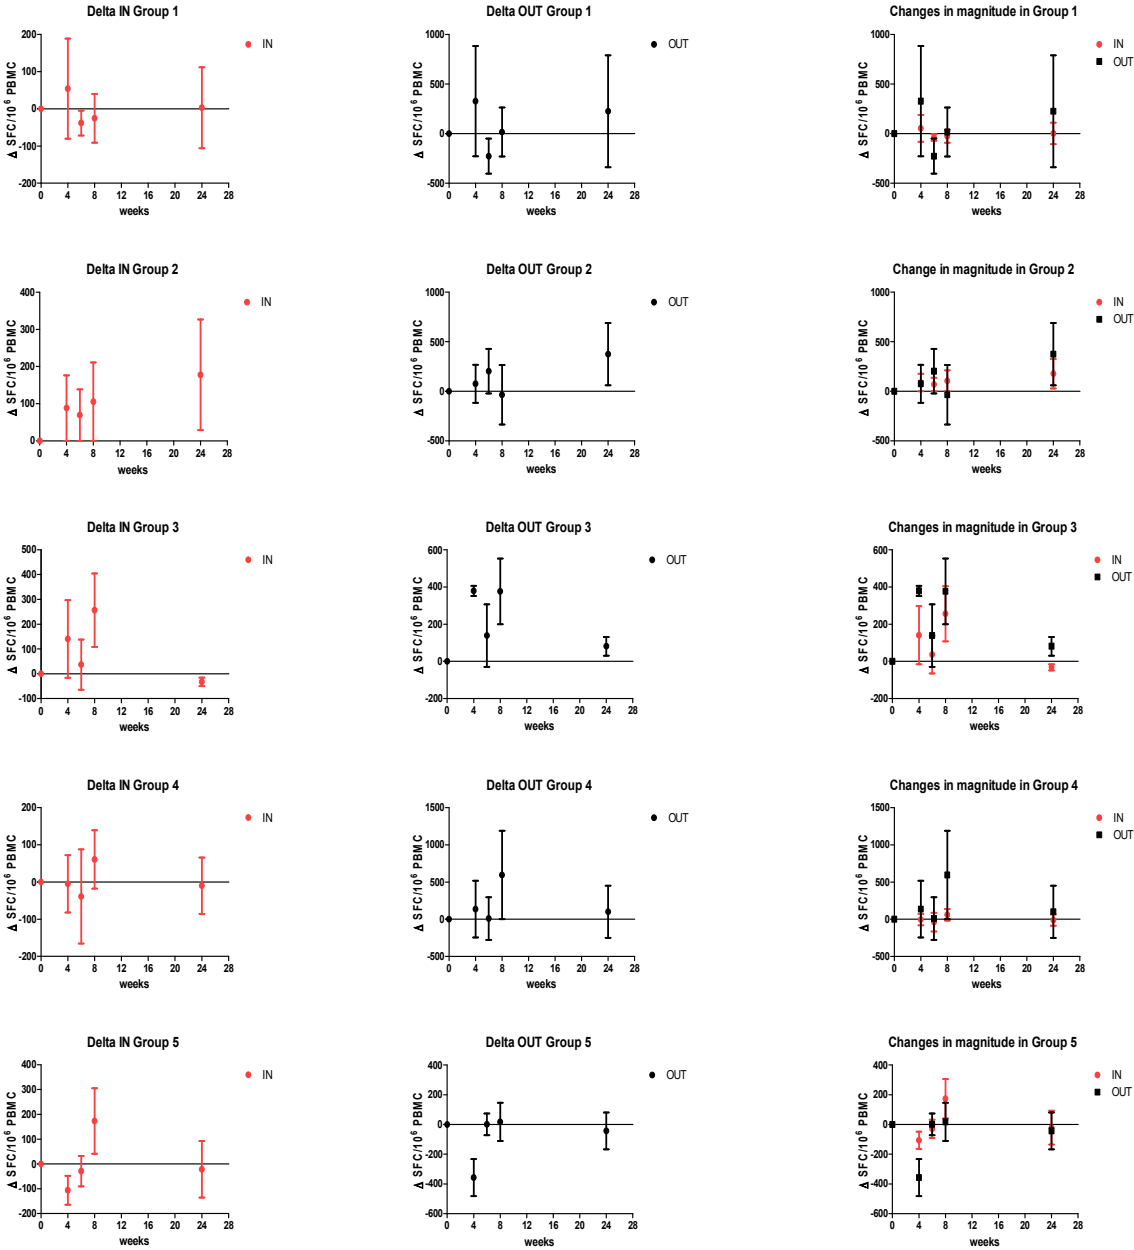 Delta IN Group 1
Δ SFC/10⁶ PBMC
200
100
0
-100
-200
0 4 8 12 16 20 24 28
weeks
IN
Delta OUT Group 1
Δ SFC/10⁶ PBMC
1000
500
0
-500
0 4 8 12 16 20 24 28
weeks
OUT
Changes in magnitude in Group 1
Δ SFC/10⁶ PBMC
1000
500
0
-500
0 4 8 12 16 20 24 28
weeks
IN
OUT
Delta IN Group 2
Δ SFC/10⁶ PBMC
400
300
200
100
0
0 4 8 12 16 20 24 28
weeks
IN
Delta OUT Group 2
Δ SFC/10⁶ PBMC
1000
500
0
-500
0 4 8 12 16 20 24 28
weeks
OUT
Change in magnitude in Group 2
Δ SFC/10⁶ PBMC
1000
500
0
-500
0 4 8 12 16 20 24 28
weeks
IN
OUT
Delta IN Group 3
Δ SFC/10⁶ PBMC
500
400
300
200
100
0
-100
0 4 8 12 16 20 24 28
weeks
IN
Delta OUT Group 3
Δ SFC/10⁶ PBMC
600
400
200
0
-200
0 4 8 12 16 20 24 28
weeks
OUT
Changes in magnitude in Group 3
Δ SFC/10⁶ PBMC
600
400
200
0
-200
0 4 8 12 16 20 24 28
weeks
IN
OUT
Delta IN Group 4
Δ SFC/10⁶ PBMC
200
100
0
-100
-200
0 4 8 12 16 20 24 28
weeks
IN
Delta OUT Group 4
Δ SFC/10⁶ PBMC
1500
1000
500
0
-500
0 4 8 12 16 20 24 28
weeks
OUT
Changes in magnitude in Group 4
Δ SFC/10⁶ PBMC
1500
1000
500
0
-500
0 4 8 12 16 20 24 28
weeks
IN
OUT
Delta IN Group 5
Δ SFC/10⁶ PBMC
400
300
200
100
0
-100
-200
0 4 8 12 16 20 24 28
weeks
IN
Delta OUT Group 5
Δ SFC/10⁶ PBMC
400
200
0
-200
-400
-600
0 4 8 12 16 20 24 28
weeks
OUT
Changes in magnitude in Group 5
Δ SFC/10⁶ PBMC
400
200
0
-200
-400
-600
0 4 8 12 16 20 24 28
weeks
IN
OUT